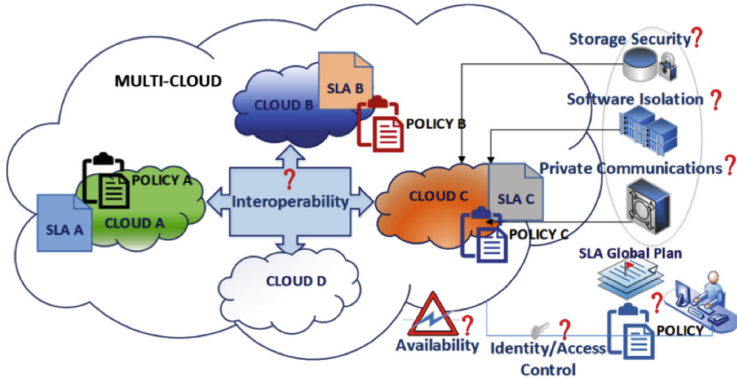 Storage Security?
MULTI-CLOUD
SLA B
CLOUD B
Software Isolation ?
POLICY B
Private Communications ?
POLICY A
?
Interoperability
CLOUD C
SLA C
SLA A
CLOUD A
POLICY C
SLA Global Plan
CLOUD D
?
?
?
POLICY
Availability
Identity/Access
Control